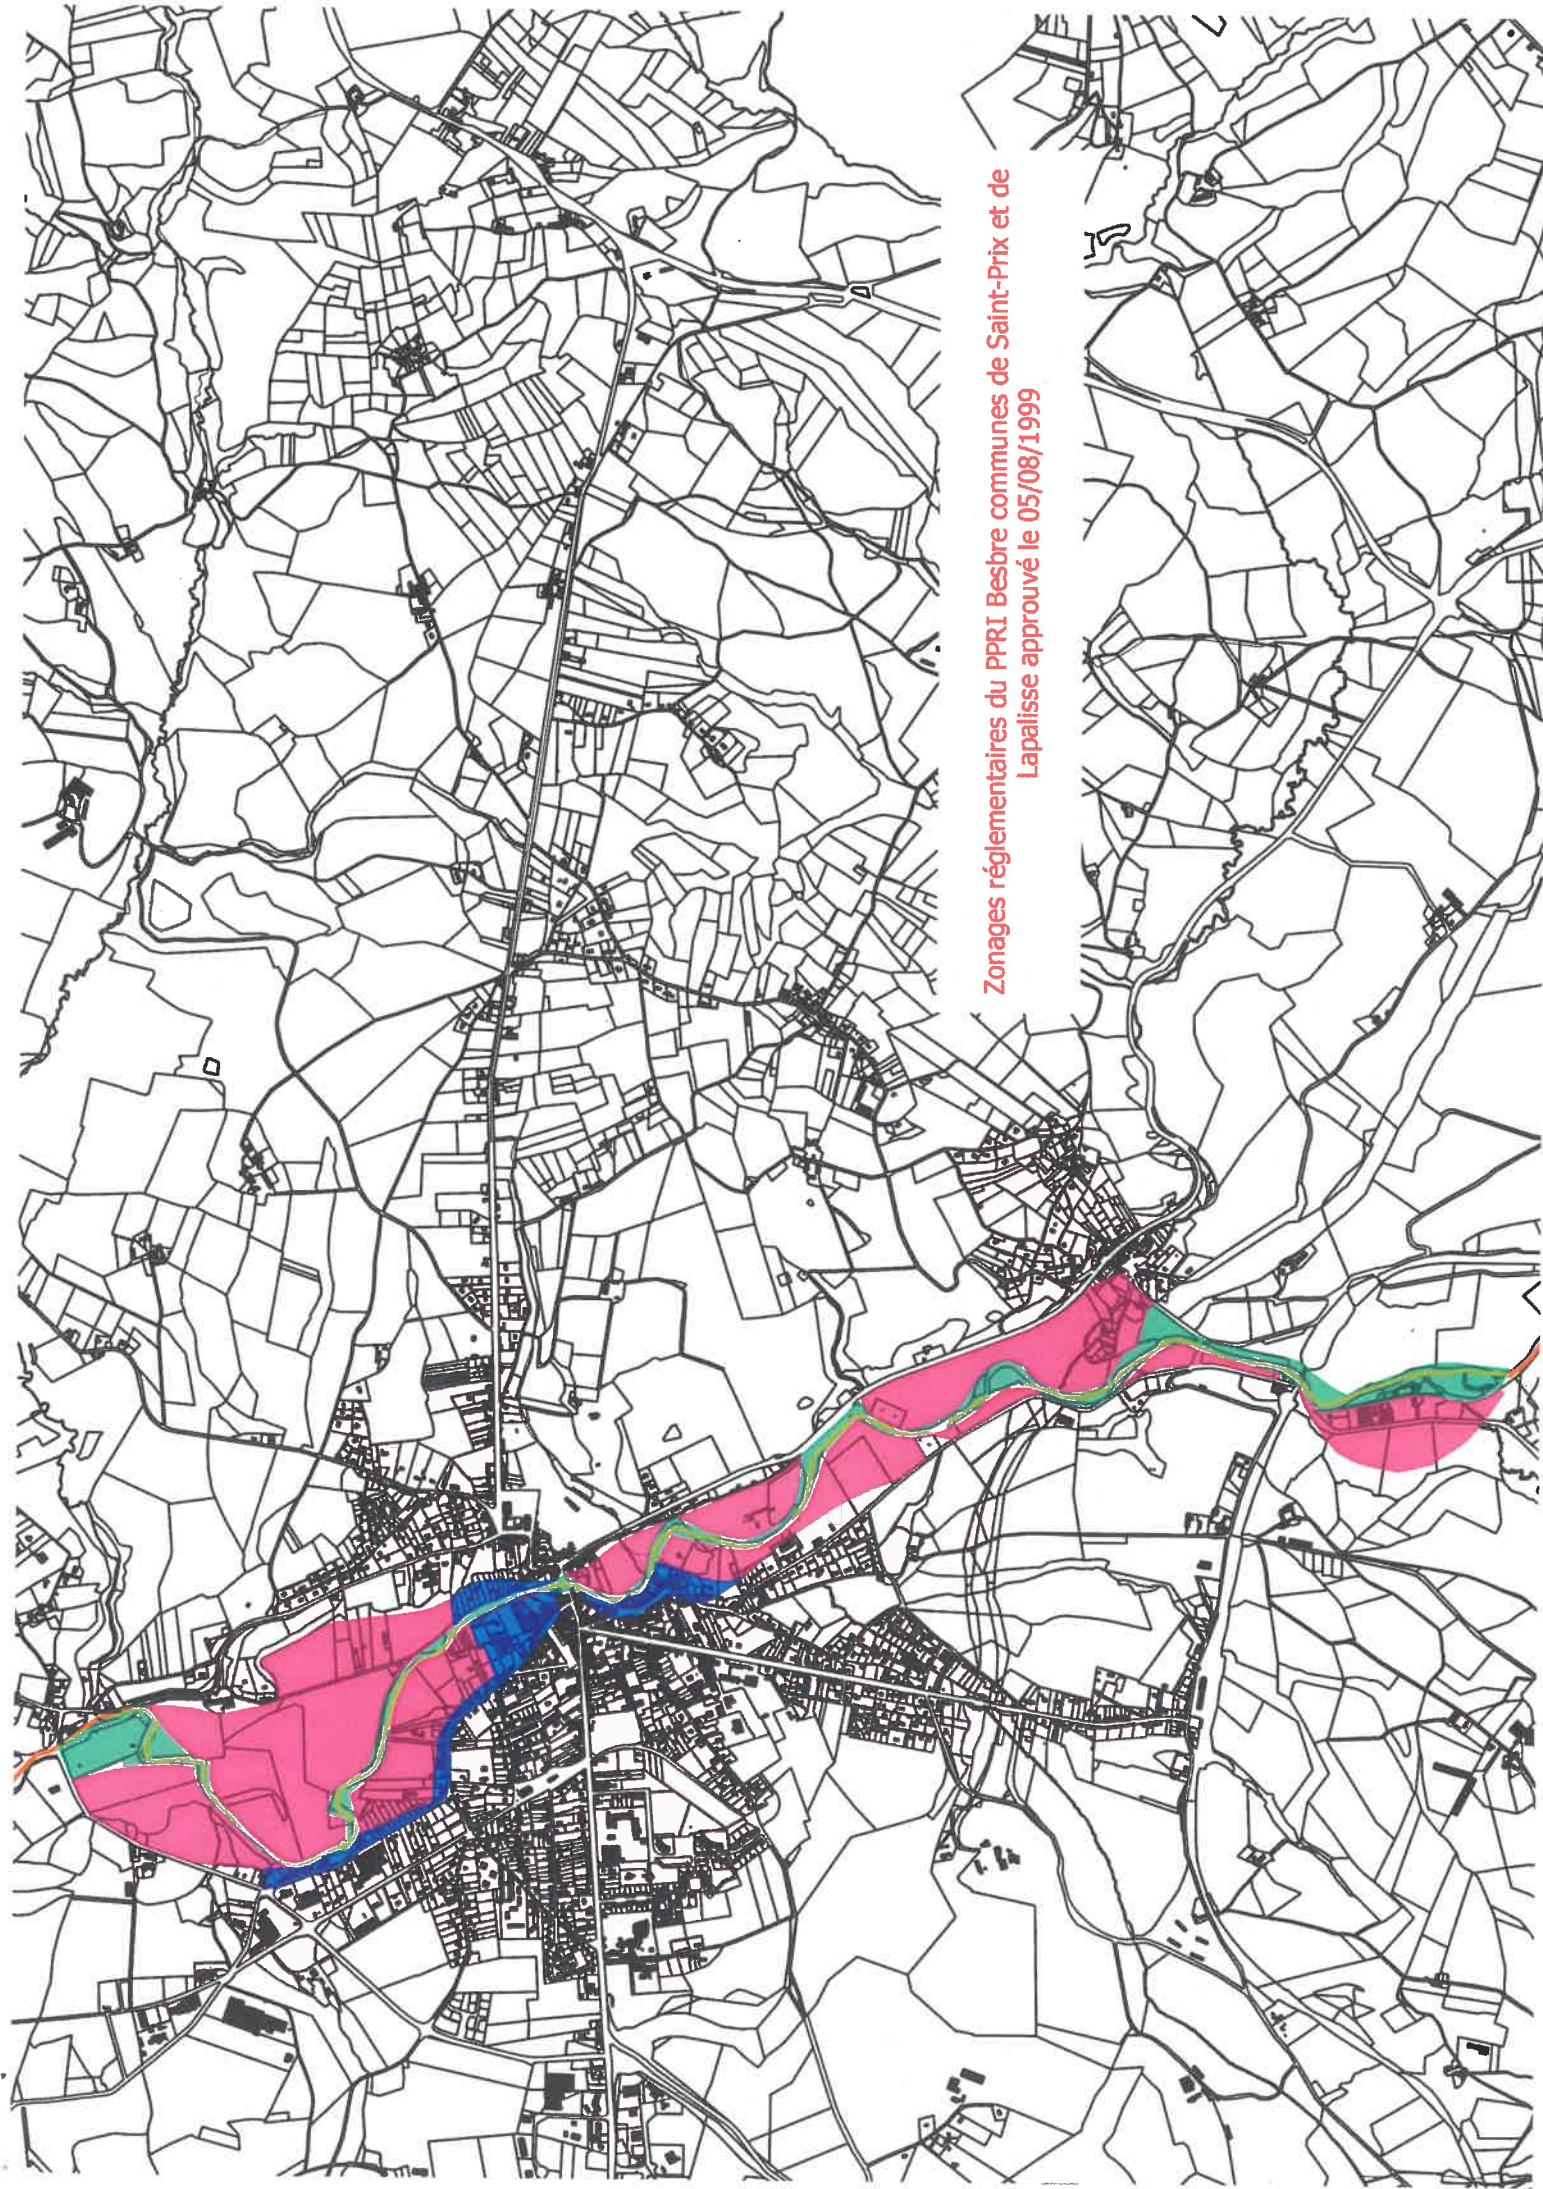 Zonages réglementaires du PPRI Besbre communes de Saint-Prix et de
Lapalisse approuvé le 05/08/1999